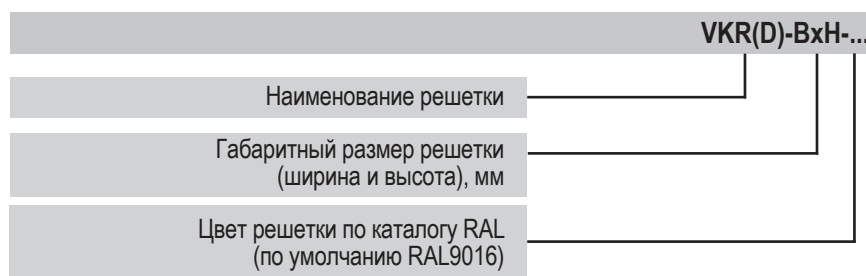 VKR(D)-BxH-...
Наименование решетки
Габаритный размер решетки
(ширина и высота), мм
Цвет решетки по каталогу RAL
(по умолчанию RAL9016)